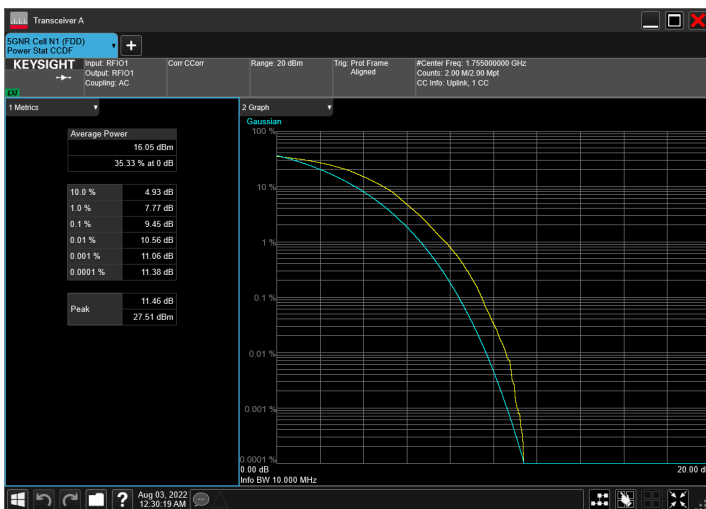 Transceiver A
5GNR Cell N1 (FDD)
Power Stat CCDF
KEYSIGHT
Input: RFIO1
Output: RFIO1
Coupling: AC
Corr CCorr
Range: 20 dBm
Trig: Prot Frame
Aligned
#Center Freq: 1.755000000 GHz
Counts: 2.00 M/2.00 Mpt
CC Info: Uplink, 1 CC
LXI
1 Metrics
Average Power
16.05 dBm
35.33 % at 0 dB
10.0 % 4.93 dB
1.0 % 7.77 dB
0.1 % 9.45 dB
0.01 % 10.56 dB
0.001 % 11.06 dB
0.0001 % 11.38 dB
Peak
11.46 dB
27.51 dBm
2 Graph
Gaussian
100 %
10 %
1 %
0.1 %
0.01 %
0.001 %
0.0001 %
0.00 dB
20.00 d
Info BW 10.000 MHz
?
Aug 03, 2022
12:30:19 AM